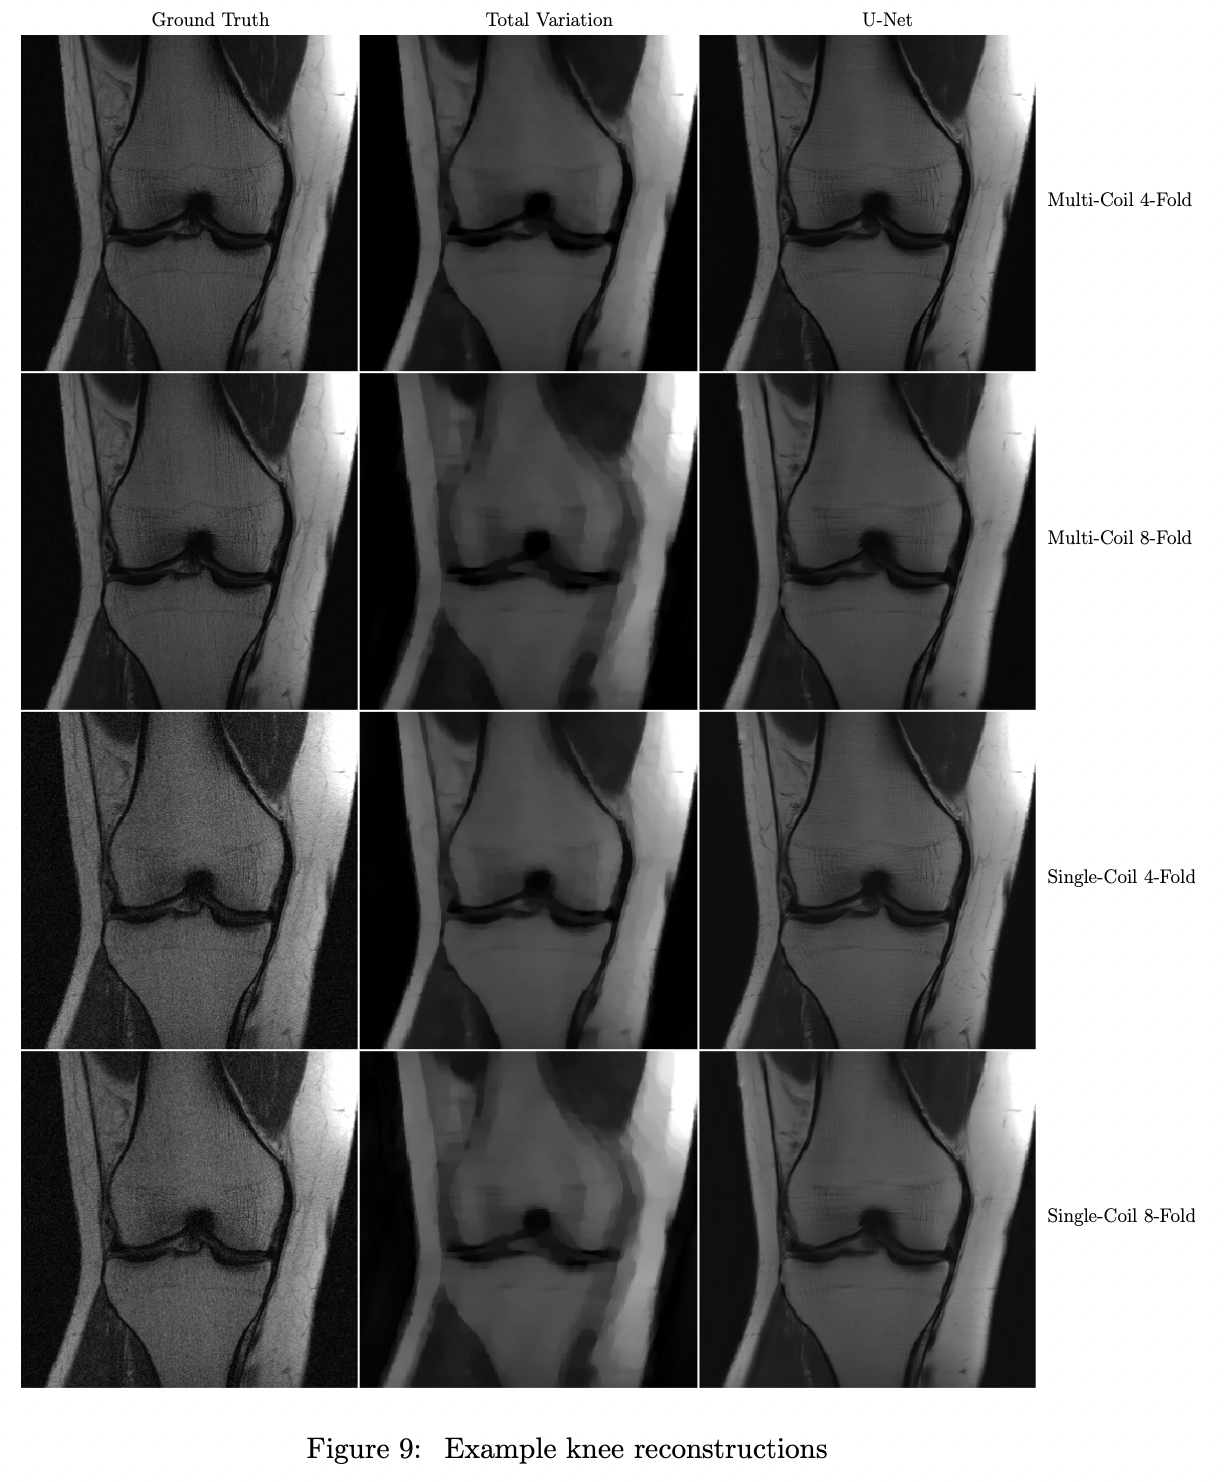 Ground Truth Total Variation U-Net
Multi-Coil 4-Fold
Multi-Coil 8-Fold
Single-Coil 4-Fold
Single-Coil 8-Fold
Figure 9: Example knee reconstructions